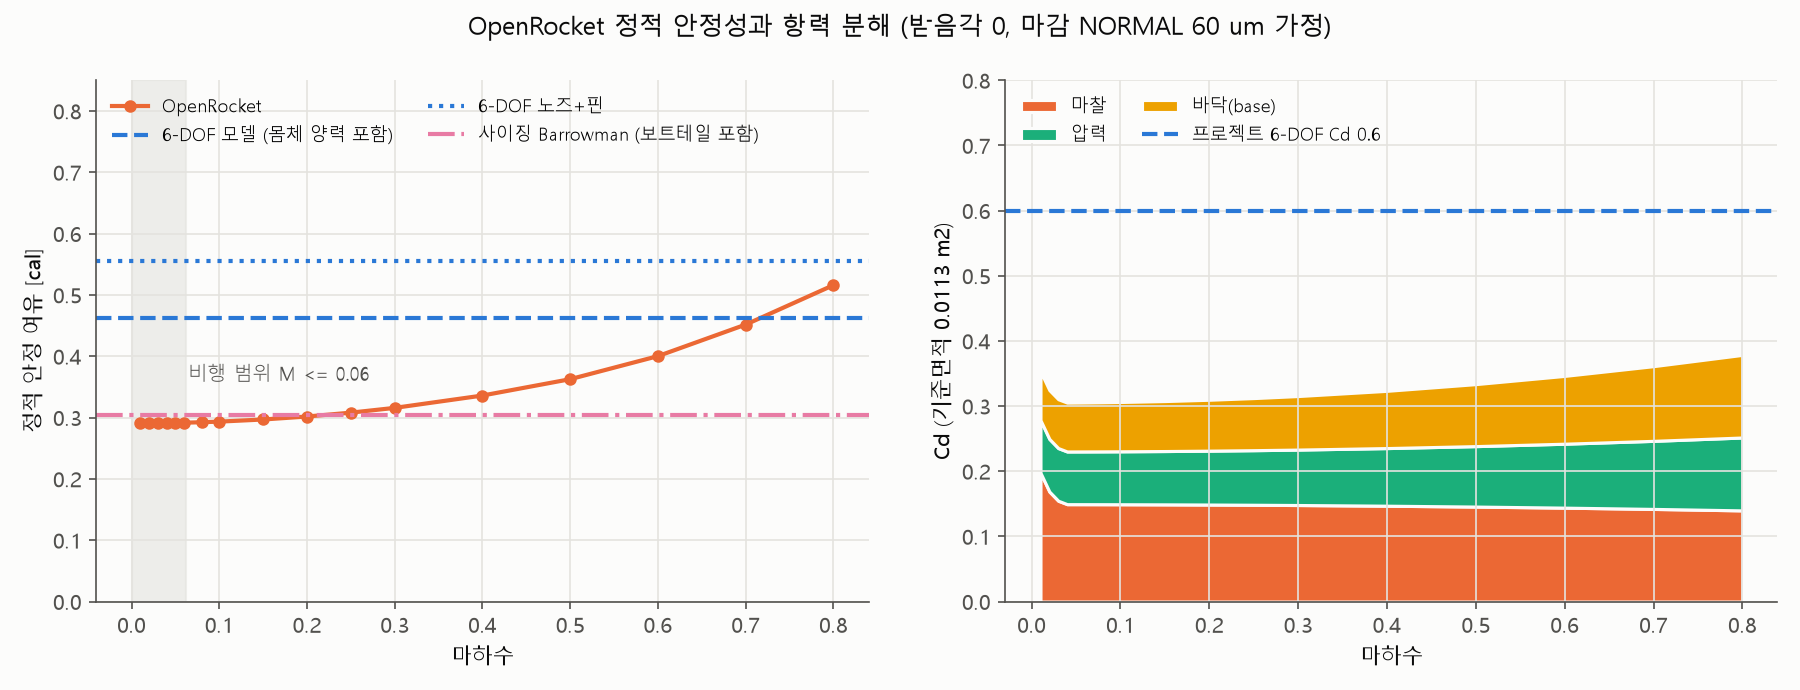 OpenRocket 정적 안정성과 항력 분해 (받음각 0, 마감 NORMAL 60 um 가정)
정적 안정 여유 [cal]
0.8
0.7
0.6
0.5
0.4
0.3
0.2
0.1
0.0
OpenRocket
6-DOF 모델 (몸체 양력 포함)
6-DOF 노즈+핀
사이징 Barrowman (보트테일 포함)
비행 범위 M <= 0.06
0.0 0.1 0.2 0.3 0.4 0.5 0.6 0.7 0.8
마하수
Cd (기준면적 0.0113 m2)
0.8
0.7
0.6
0.5
0.4
0.3
0.2
0.1
0.0
마찰
압력
바닥(base)
프로젝트 6-DOF Cd 0.6
0.0 0.1 0.2 0.3 0.4 0.5 0.6 0.7 0.8
마하수